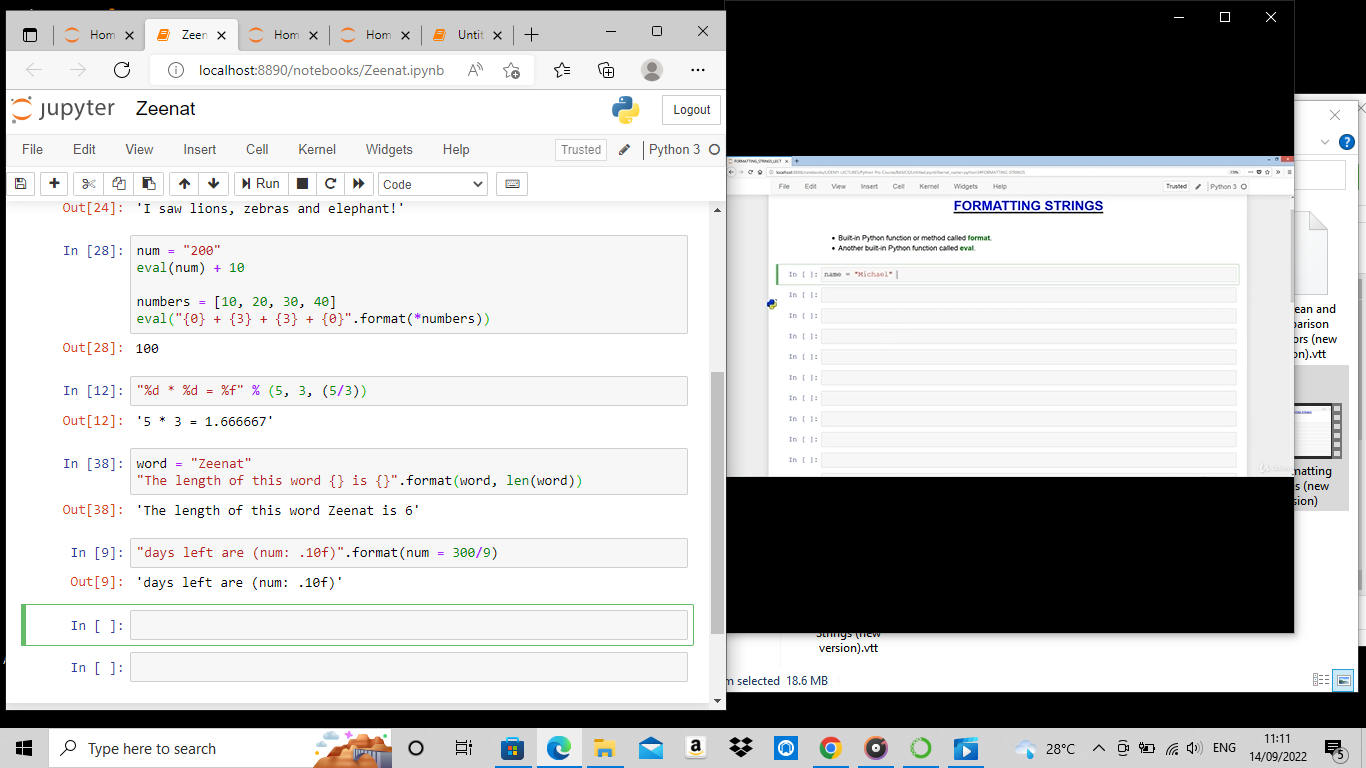 Hom
Zeen
Hom
Hom
Untit
localhost:8890/notebooks/Zeenat.ipynb
jupyter Zeenat
Logout
File Edit View Insert Cell Kernel Widgets Help
Trusted
Python 3
Run
Code
Out[24]: 'I saw lions, zebras and elephant!'
In [28]: num = "200"
eval(num) + 10
numbers = [10, 20, 30, 40]
eval("{0} + {3} + {3} + {0}".format(*numbers))
Out[28]: 100
In [12]: "%d * %d = %f" % (5, 3, (5/3))
Out[12]: '5 * 3 = 1.666667'
In [38]: word = "Zeenat"
"The length of this word {} is {}".format(word, len(word))
Out[38]: 'The length of this word Zeenat is 6'
In [9]: "days left are (num: .10f)".format(num = 300/9)
Out[9]: 'days left are (num: .10f)'
In [ ]:
In [ ]:
FORMATTING_STRINGS_LECT
File Edit View Insert Cell Kernel Widgets Help
Trusted
Python 3
FORMATTING STRINGS
• Built-in Python function or method called format.
• Another built-in Python function called eval.
In [ ]: name = "Michael"
In [ ]:
In [ ]:
In [ ]:
In [ ]:
In [ ]:
In [ ]:
In [ ]:
In [ ]:
In [ ]:
ean and
parison
ors (new
on).vtt
matting
s (new
sion)
Strings (new
version).vtt
m selected 18.6 MB
Type here to search
28°C
ENG
11:11
14/09/2022
5